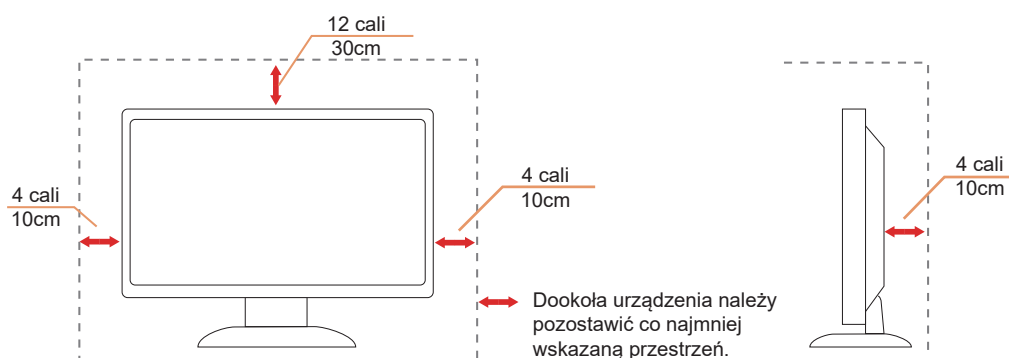 12 cali
30cm
4 cali
10cm
4 cali
10cm
4 cali
10cm
Dookoła urządzenia należy
pozostawić co najmniej
wskazaną przestrzeń.